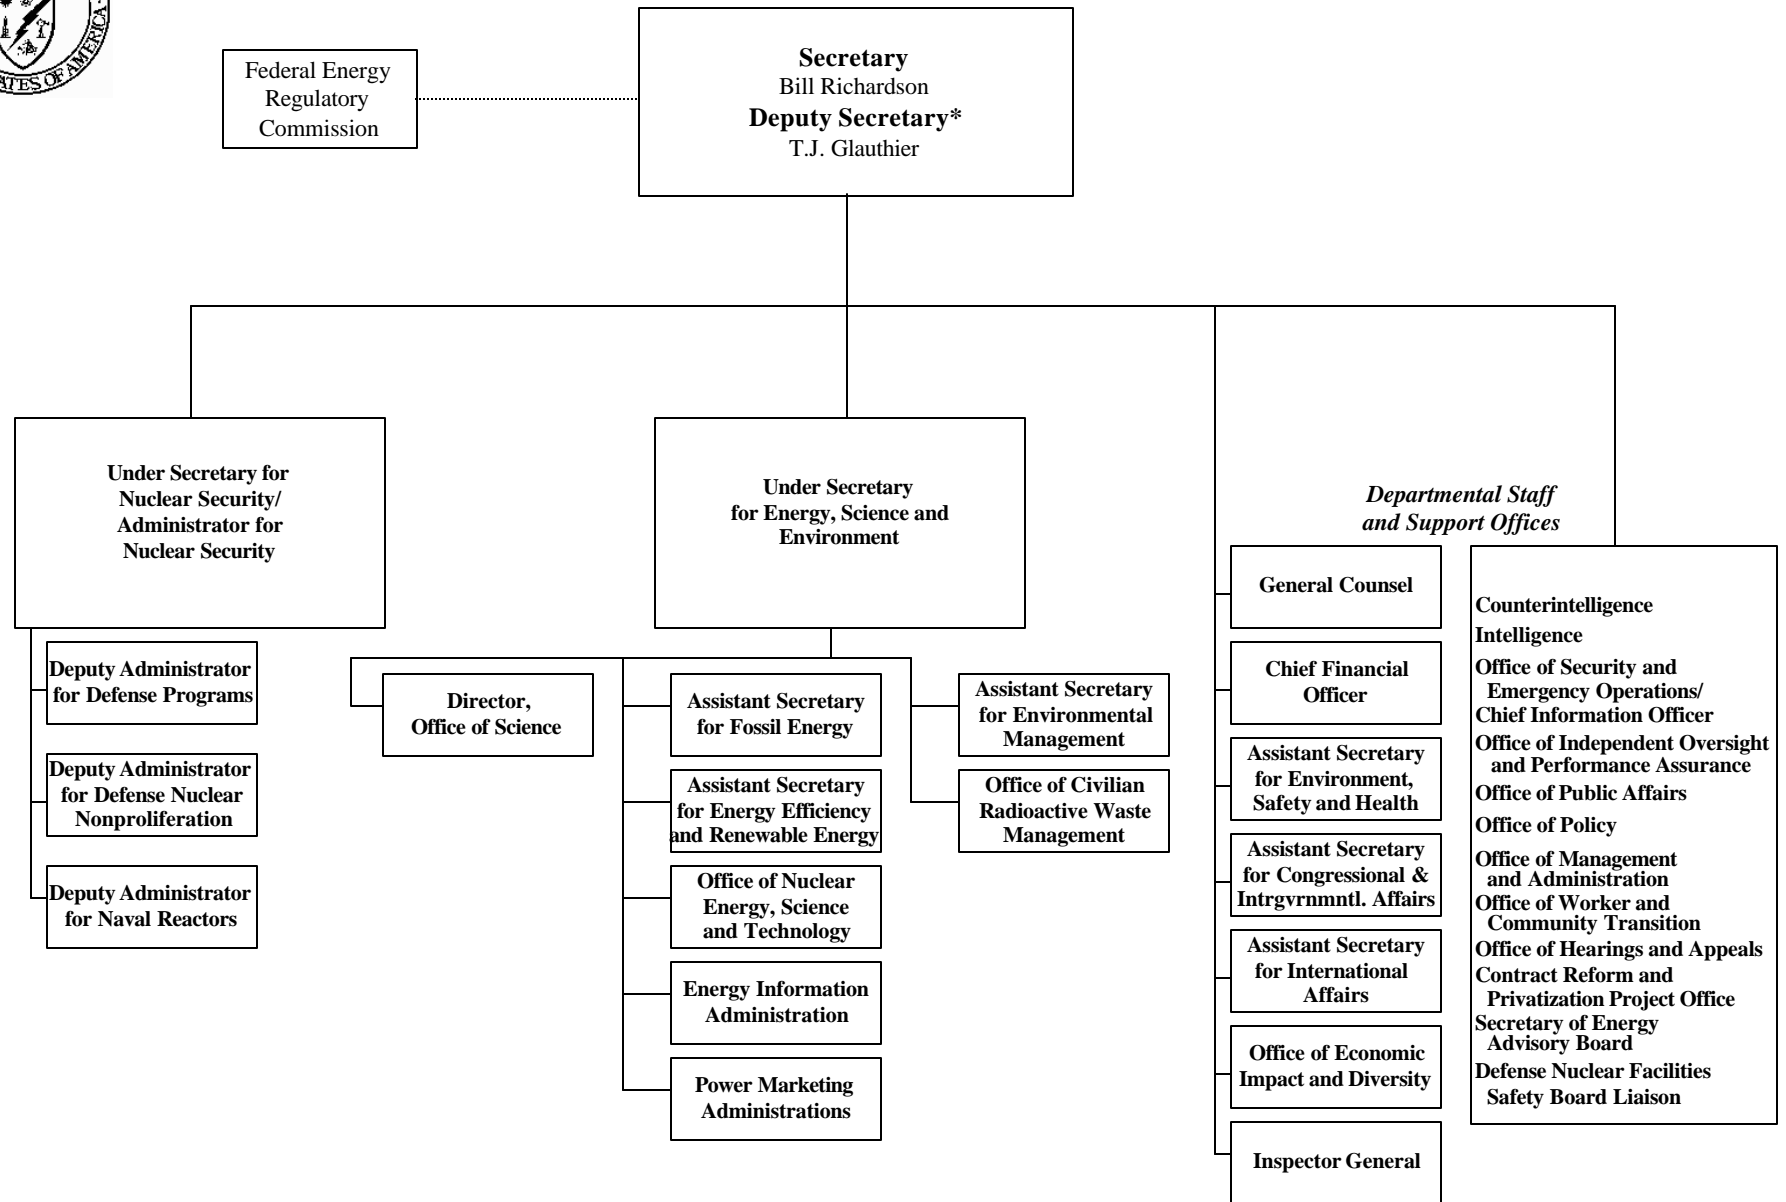 ATES OF AMERICA
Federal Energy
Regulatory
Commission
Secretary
Bill Richardson
Deputy Secretary*
T.J. Glauthier
Under Secretary for
Nuclear Security/
Administrator for
Nuclear Security
Deputy Administrator
for Defense Programs
Deputy Administrator
for Defense Nuclear
Nonproliferation
Deputy Administrator
for Naval Reactors
Under Secretary
for Energy, Science and
Environment
Director,
Office of Science
Assistant Secretary
for Fossil Energy
Assistant Secretary
for Energy Efficiency
and Renewable Energy
Office of Nuclear
Energy, Science
and Technology
Energy Information
Administration
Power Marketing
Administrations
Assistant Secretary
for Environmental
Management
Office of Civilian
Radioactive Waste
Management
Departmental Staff
and Support Offices
General Counsel
Chief Financial
Officer
Assistant Secretary
for Environment,
Safety and Health
Assistant Secretary
for Congressional &
Intrgvrnmntl. Affairs
Assistant Secretary
for International
Affairs
Office of Economic
Impact and Diversity
Inspector General
Counterintelligence
Intelligence
Office of Security and
Emergency Operations/
Chief Information Officer
Office of Independent Oversight
and Performance Assurance
Office of Public Affairs
Office of Policy
Office of Management
and Administration
Office of Worker and
Community Transition
Office of Hearings and Appeals
Contract Reform and
Privatization Project Office
Secretary of Energy
Advisory Board
Defense Nuclear Facilities
Safety Board Liaison